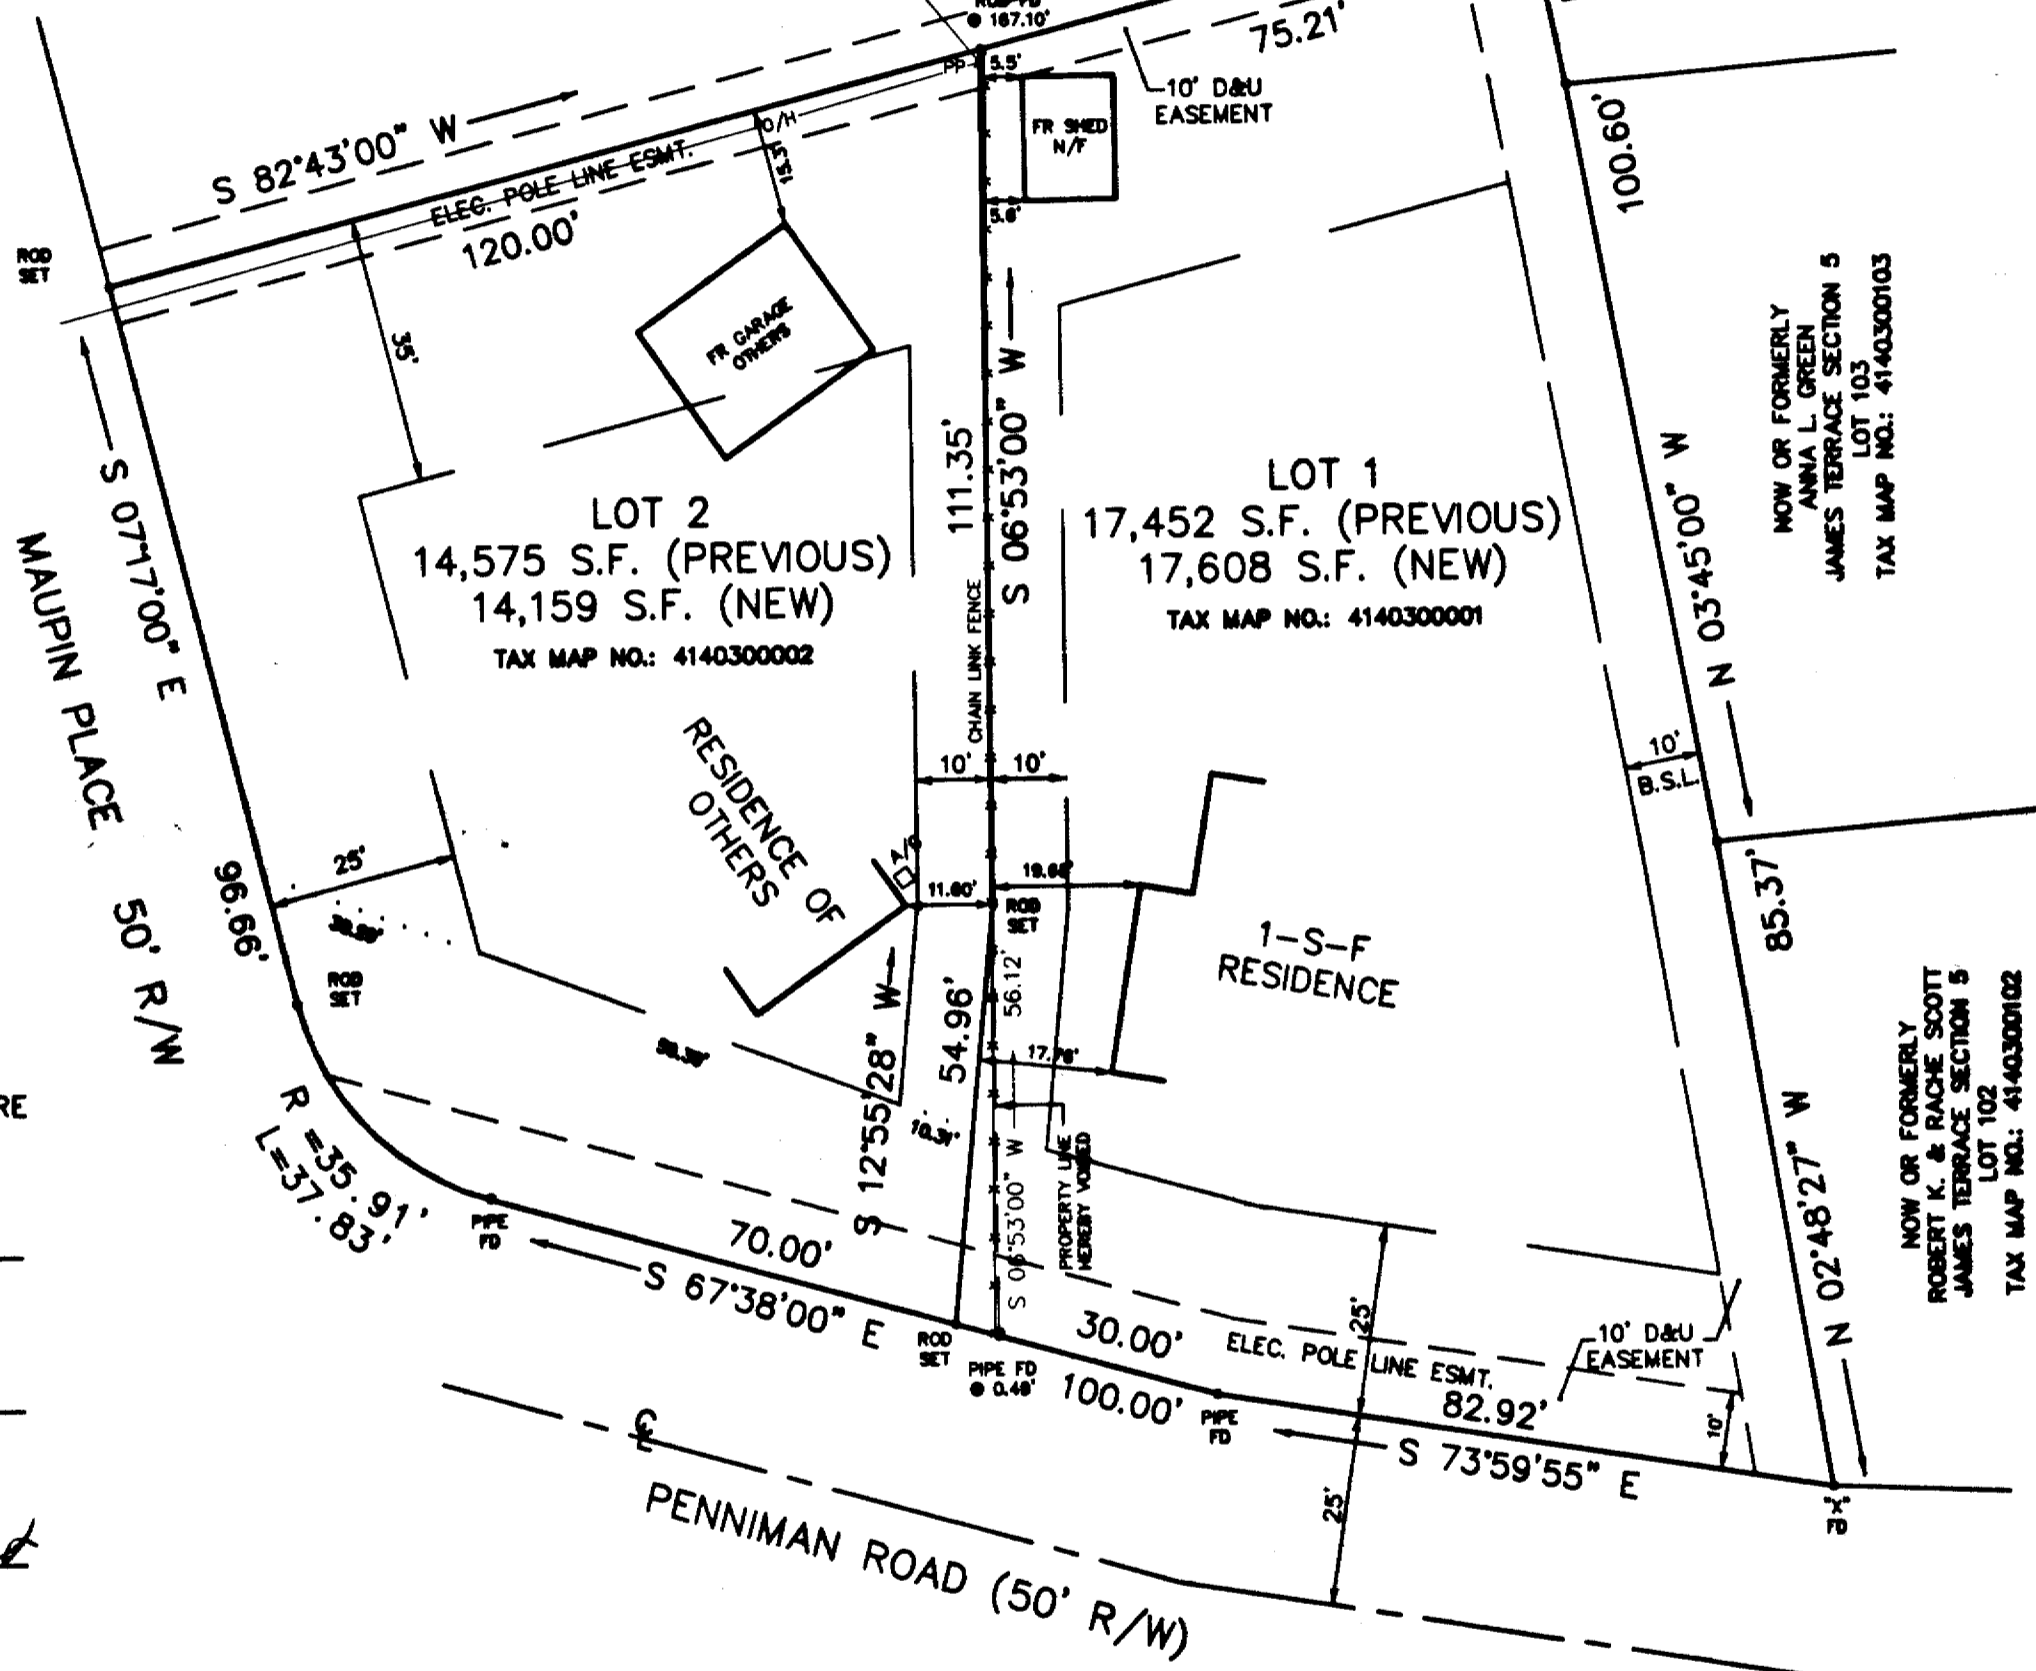 167.10'
75.21'
PP
5.5'
10' D&U
EASEMENT
FR SHED
N/F
5.6'
100.60'
S 82°43'00" W
O/H
ELEC. POLE LINE ESMT.
120.00'
ROD
SET
35'
FR GARAGE
OTHERS
NOW OR FORMERLY
ANNA L. GREEN
JAMES TERRACE SECTION 5
LOT 103
TAX MAP NO.: 4140300103
LOT 2
14,575 S.F. (PREVIOUS)
14,159 S.F. (NEW)
TAX MAP NO.: 4140300002
111.35'
S 06°53'00" W
CHAIN LINK FENCE
LOT 1
17,452 S.F. (PREVIOUS)
17,608 S.F. (NEW)
TAX MAP NO.: 4140300001
N 03°45'00" W
S 07°17'00" E
MAUPIN PLACE 50' R/W
96.66'
25'
ROD
SET
RESIDENCE OF
OTHERS
10'
10'
10'
B.S.L.
11.60'
ROD
SET
56.12'
54.96'
S 12°55'28" W
1-S-F
RESIDENCE
85.37'
N 02°48'27" W
NOW OR FORMERLY
ROBERT K. & RACHE SCOTT
JAMES TERRACE SECTION 5
LOT 102
TAX MAP NO.: 4140300102
RE
17.76'
10.31'
S 06°53'00" W
PROPERTY LINE
HEREBY VOIDED
R =35.91'
L=37.83'
PIPE
FD
70.00'
S 67°38'00" E
ROD
SET
PIPE FD
0.49'
30.00'
100.00'
PIPE
FD
ELEC. POLE LINE ESMT.
25'
10' D&U
EASEMENT
82.92'
10'
S 73°59'55" E
25'
"X"
FD
PENNIMAN ROAD (50' R/W)